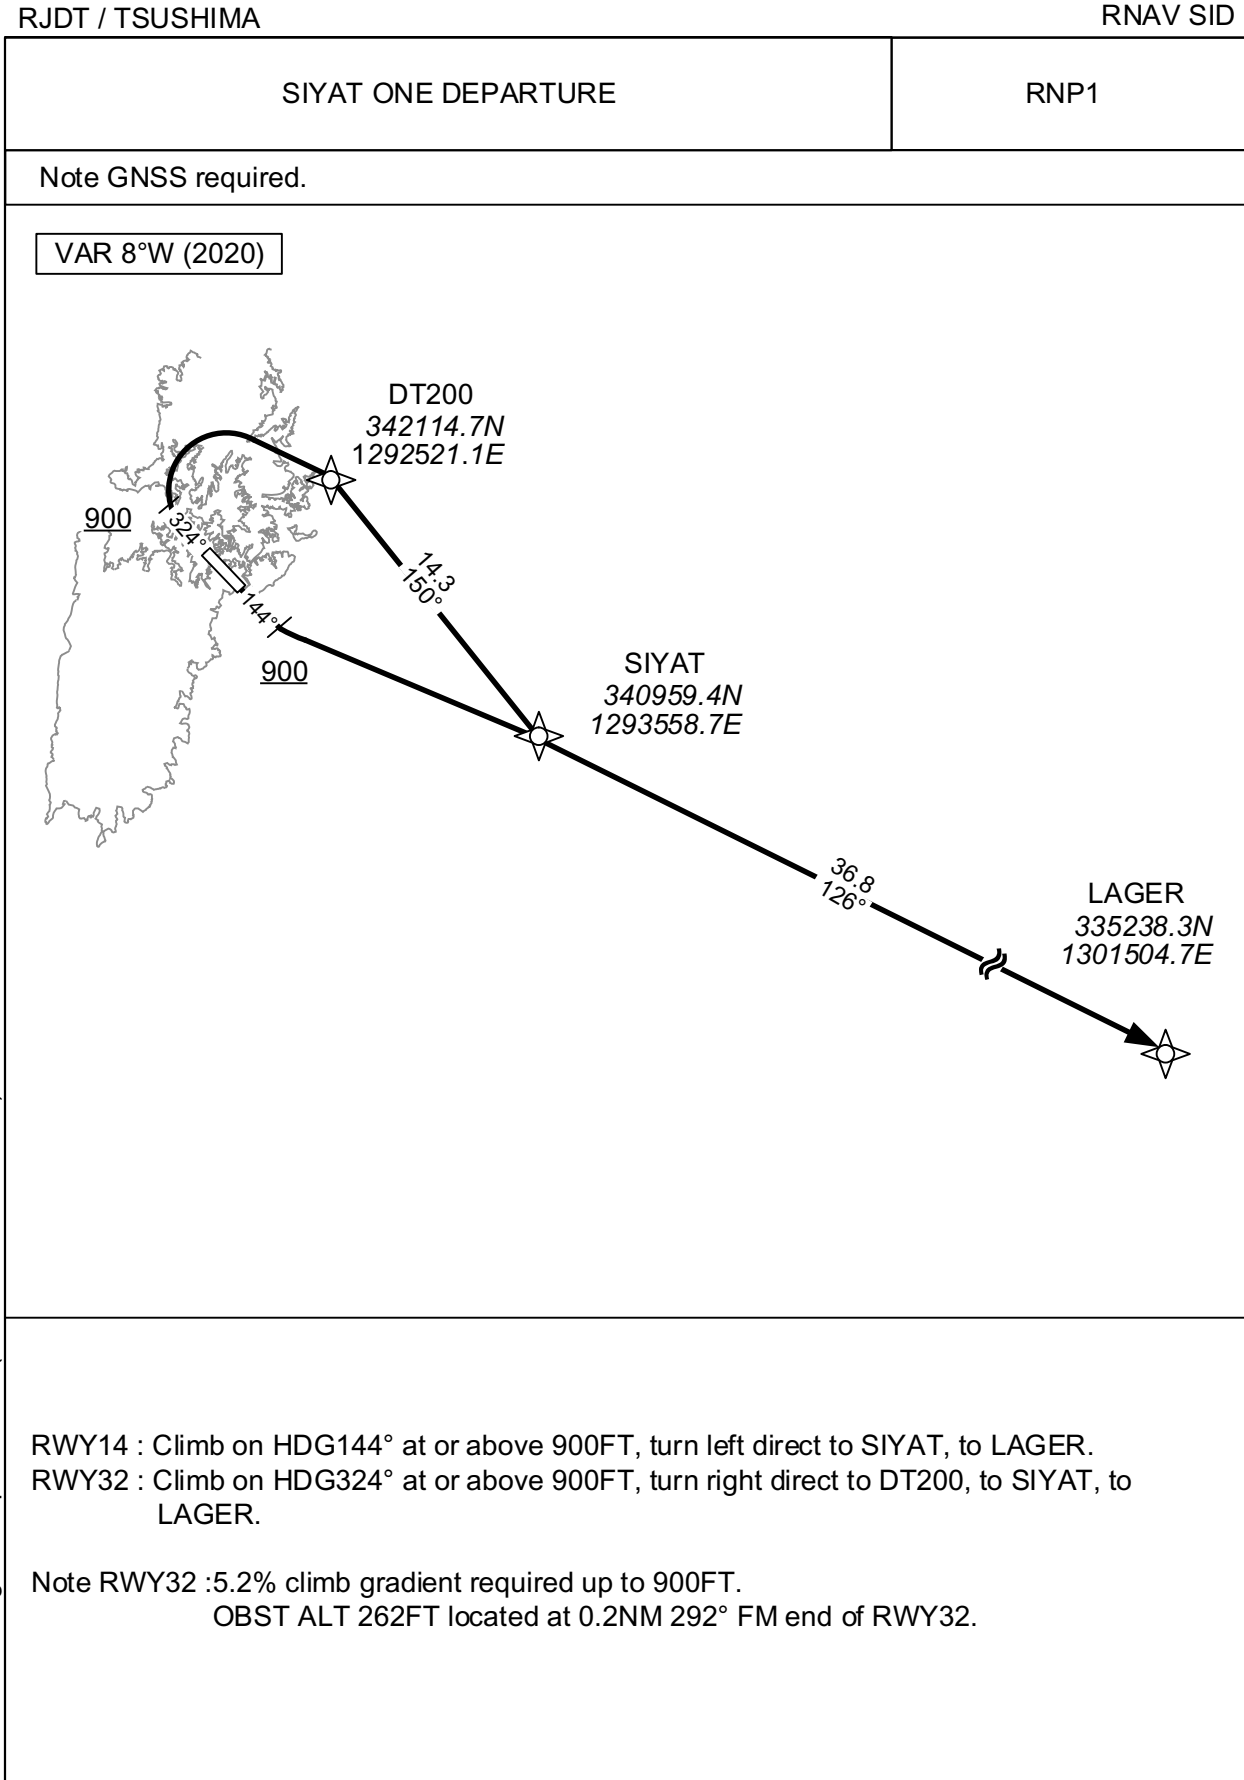 RJDT / TSUSHIMA
RNAV SID
SIYAT ONE DEPARTURE
RNP1
Note GNSS required.
VAR 8°W (2020)
DT200
342114.7N
1292521.1E
900
324°
144°
900
14.3
150°
SIYAT
340959.4N
1293558.7E
36.8
126°
LAGER
335238.3N
1301504.7E
RWY14 : Climb on HDG144° at or above 900FT, turn left direct to SIYAT, to LAGER.
RWY32 : Climb on HDG324° at or above 900FT, turn right direct to DT200, to SIYAT, to
LAGER.
Note RWY32 :5.2% climb gradient required up to 900FT.
OBST ALT 262FT located at 0.2NM 292° FM end of RWY32.